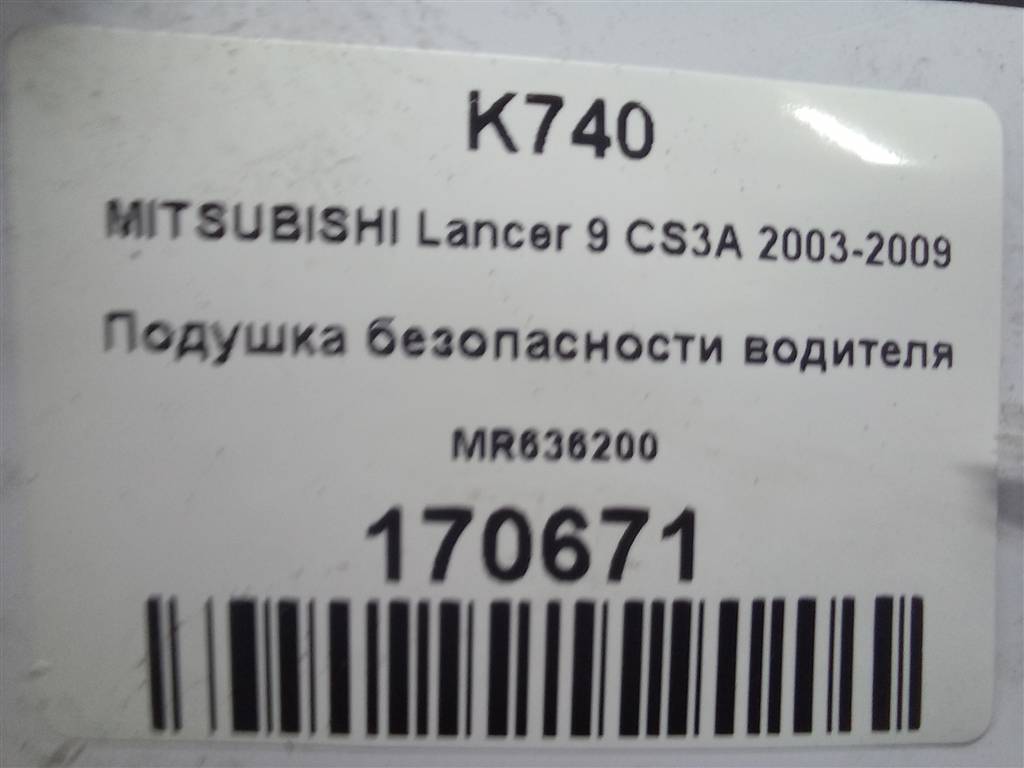 K740
MITSUBISHI Lancer 9 CS3A 2003-2009
Подушка безопасности водителя
MR636200
170671